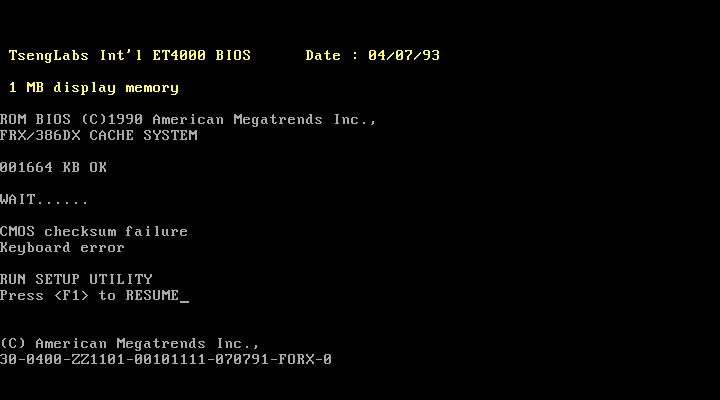 TsengLabs Int'l ET4000 BIOS      Date : 04/07/93
1 MB display memory
ROM BIOS (C)1990 American Megatrends Inc.,
FRX/386DX CACHE SYSTEM
001664 KB OK
WAIT......
CMOS checksum failure
Keyboard error
RUN SETUP UTILITY
Press <F1> to RESUME_
(C) American Megatrends Inc.,
30-0400-ZZ1101-00101111-070791-FORX-0